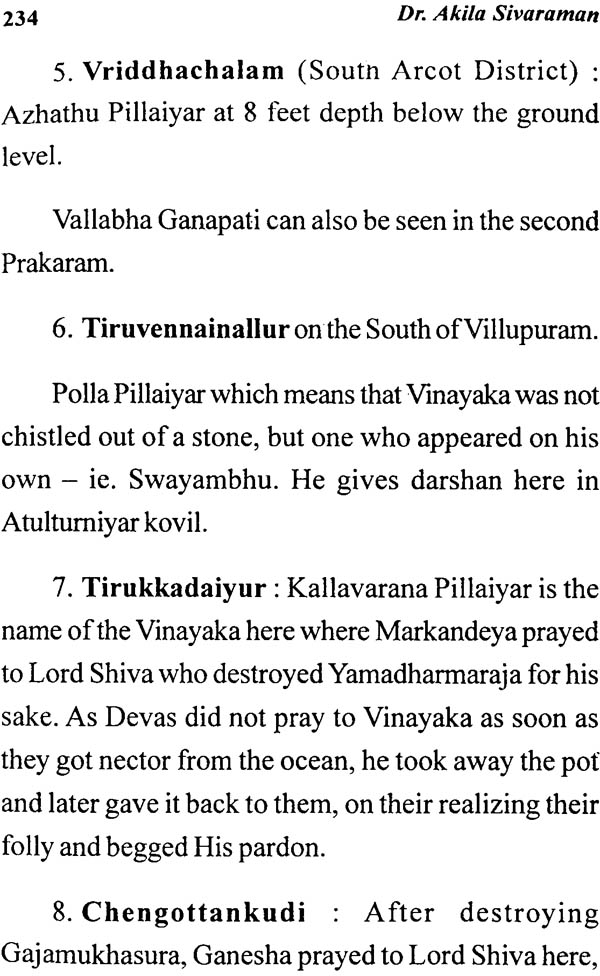 234 Dr. Akila Sivaraman
5. Vriddhachalam (South Arcot District) :
Azhathu Pillaiyar at 8 feet depth below the ground
level.
Vallabha Ganapati can also be seen in the second
Prakaram.
6. Tiruvennainallur on the South of Villupuram.
Polla Pillaiyar which means that Vinayaka was not
chistled out of a stone, but one who appeared on his
own – ie. Swayambhu. He gives darshan here in
Atulturniyar kovil.
7. Tirukkadaiyur : Kallavarana Pillaiyar is the
name of the Vinayaka here where Markandeya prayed
to Lord Shiva who destroyed Yamadharmaraja for his
sake. As Devas did not pray to Vinayaka as soon as
they got nector from the ocean, he took away the pot
and later gave it back to them, on their realizing their
folly and begged His pardon.
8. Chengottankudi : After destroying
Gajamukhasura, Ganesha prayed to Lord Shiva here,